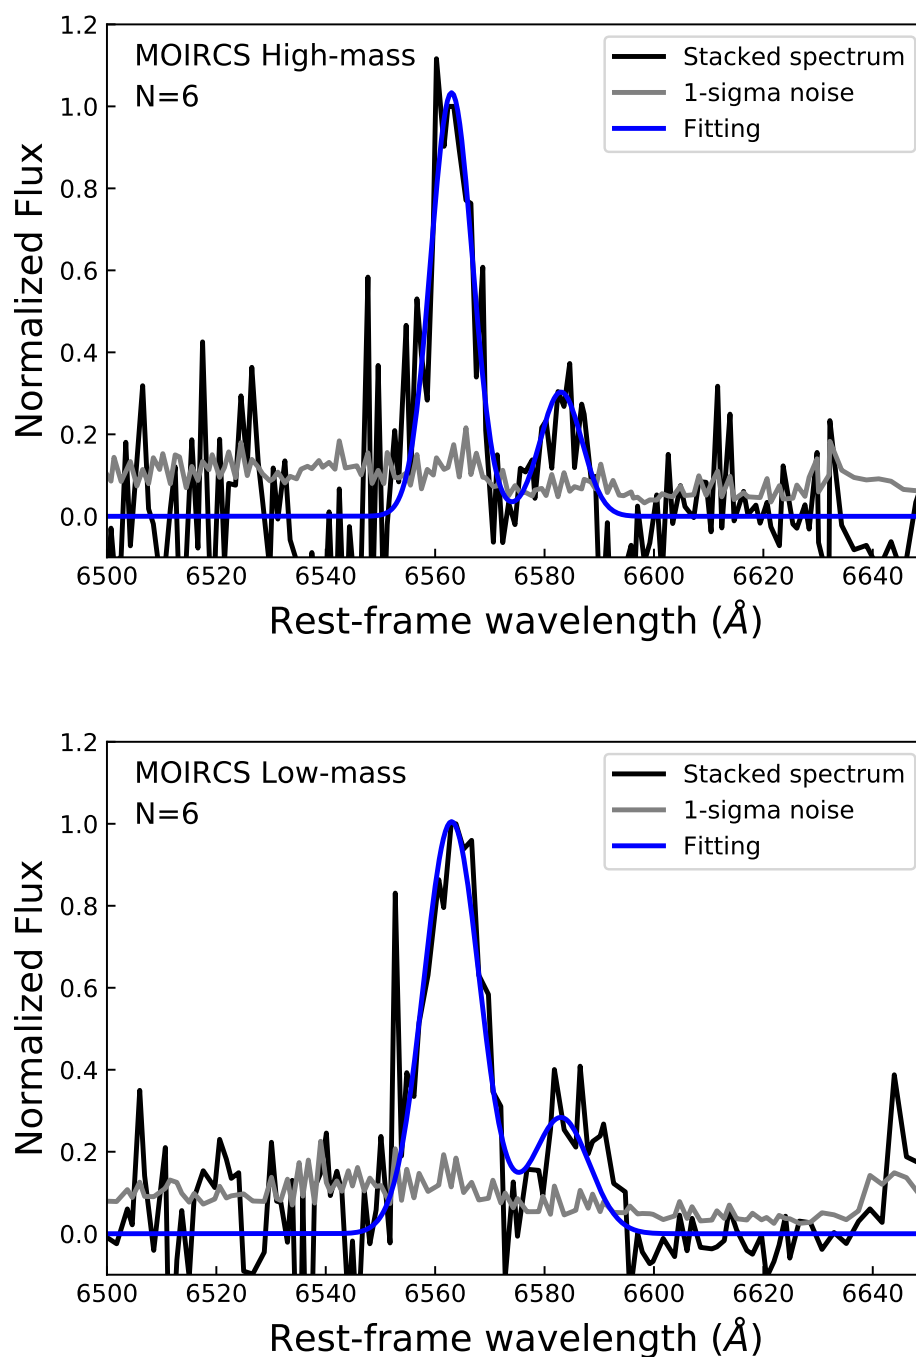 MOIRCS High-mass
N=6
Stacked spectrum
1-sigma noise
Fitting
Normalized Flux
1.2
1.0
0.8
0.6
0.4
0.2
0.0
6500 6520 6540 6560 6580 6600 6620 6640
Rest-frame wavelength (Å)
MOIRCS Low-mass
N=6
Stacked spectrum
1-sigma noise
Fitting
Normalized Flux
1.2
1.0
0.8
0.6
0.4
0.2
0.0
6500 6520 6540 6560 6580 6600 6620 6640
Rest-frame wavelength (Å)